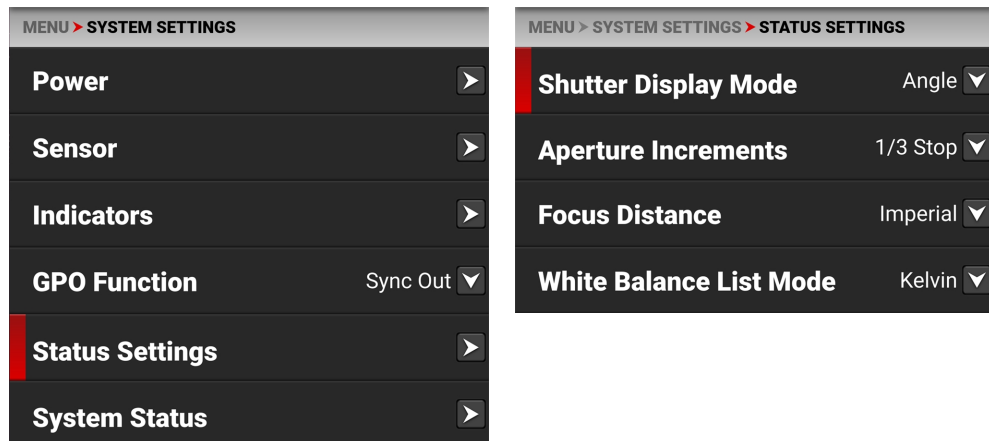 MENU > SYSTEM SETTINGS
Power
Sensor
Indicators
GPO Function Sync Out
Status Settings
System Status
MENU > SYSTEM SETTINGS > STATUS SETTINGS
Shutter Display Mode Angle
Aperture Increments 1/3 Stop
Focus Distance Imperial
White Balance List Mode Kelvin